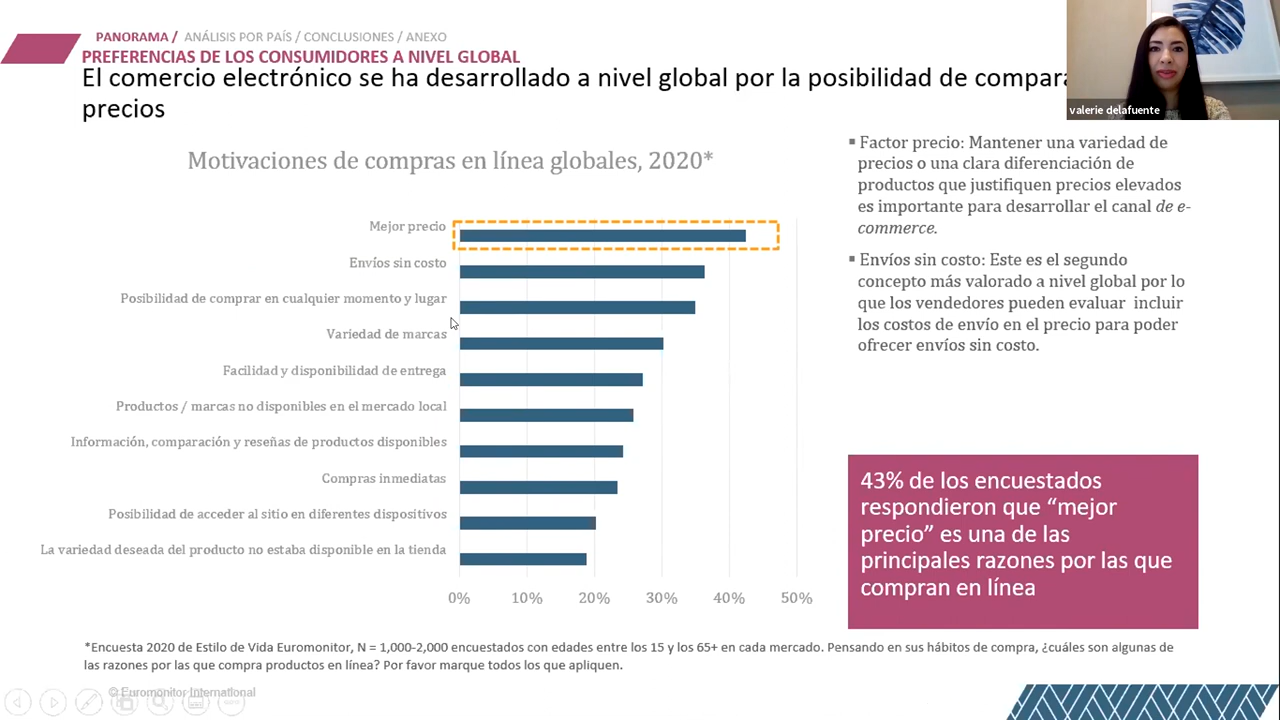 PANORAMA / ANÁLISIS POR PAÍS / CONCLUSIONES / ANEXO
PREFERENCIAS DE LOS CONSUMIDORES A NIVEL GLOBAL
El comercio electrónico se ha desarrollado a nivel global por la posibilidad de compara
precios
valerie delafuente
Motivaciones de compras en línea globales, 2020*
Mejor precio
Envíos sin costo
Posibilidad de comprar en cualquier momento y lugar
Variedad de marcas
Facilidad y disponibilidad de entrega
Productos / marcas no disponibles en el mercado local
Información, comparación y reseñas de productos disponibles
Compras inmediatas
Posibilidad de acceder al sitio en diferentes dispositivos
La variedad deseada del producto no estaba disponible en la tienda
0% 10% 20% 30% 40% 50%
▪ Factor precio: Mantener una variedad de
precios o una clara diferenciación de
productos que justifiquen precios elevados
es importante para desarrollar el canal de e-
commerce.
▪ Envíos sin costo: Este es el segundo
concepto más valorado a nivel global por lo
que los vendedores pueden evaluar incluir
los costos de envío en el precio para poder
ofrecer envíos sin costo.
43% de los encuestados
respondieron que “mejor
precio” es una de las
principales razones por las que
compran en línea
*Encuesta 2020 de Estilo de Vida Euromonitor, N = 1,000-2,000 encuestados con edades entre los 15 y los 65+ en cada mercado. Pensando en sus hábitos de compra, ¿cuáles son algunas de
las razones por las que compra productos en línea? Por favor marque todos los que apliquen.
© Euromonitor International